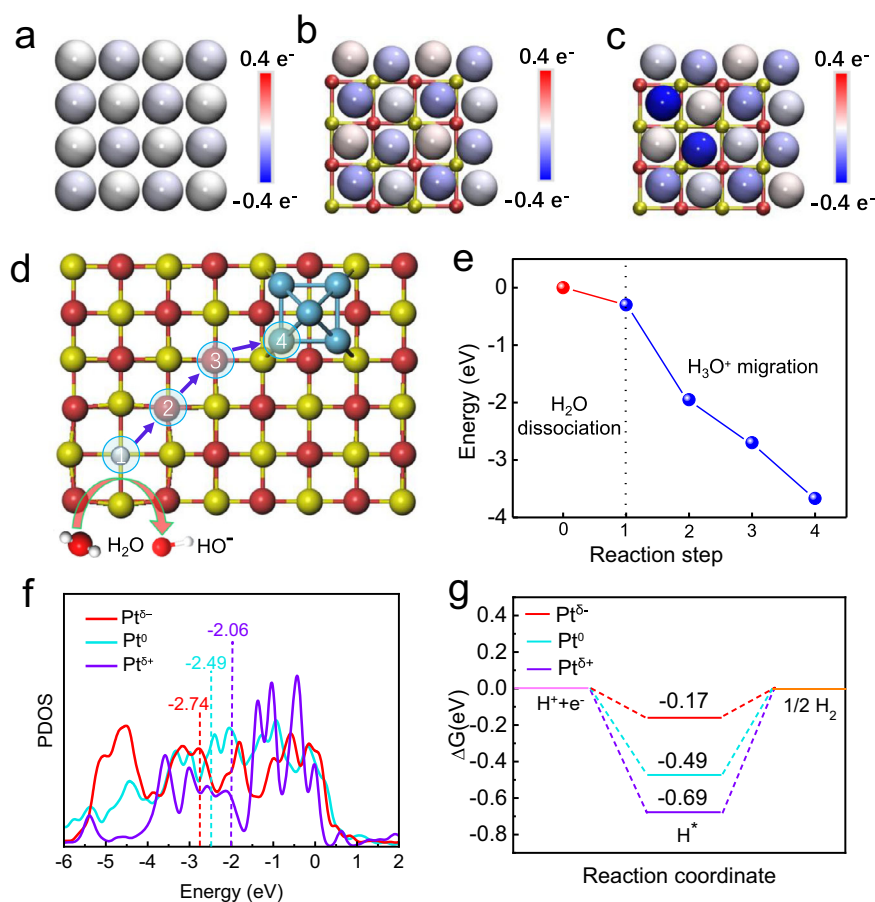 a
0.4 e⁻
-0.4 e⁻
b
0.4 e⁻
-0.4 e⁻
c
0.4 e⁻
-0.4 e⁻
d
1
2
3
4
H₂O
HO⁻
e
Energy (eV)
0
-1
-2
-3
-4
H₂O
dissociation
H₃O⁺ migration
0 1 2 3 4
Reaction step
f
PDOS
Pt^δ−
Pt⁰
Pt^δ+
-2.74
-2.49
-2.06
-6 -5 -4 -3 -2 -1 0 1 2
Energy (eV)
g
ΔG(eV)
0.4
0.2
0.0
-0.2
-0.4
-0.6
-0.8
Pt^δ-
Pt⁰
Pt^δ+
H⁺+e⁻
-0.17
-0.49
-0.69
H*
1/2 H₂
Reaction coordinate